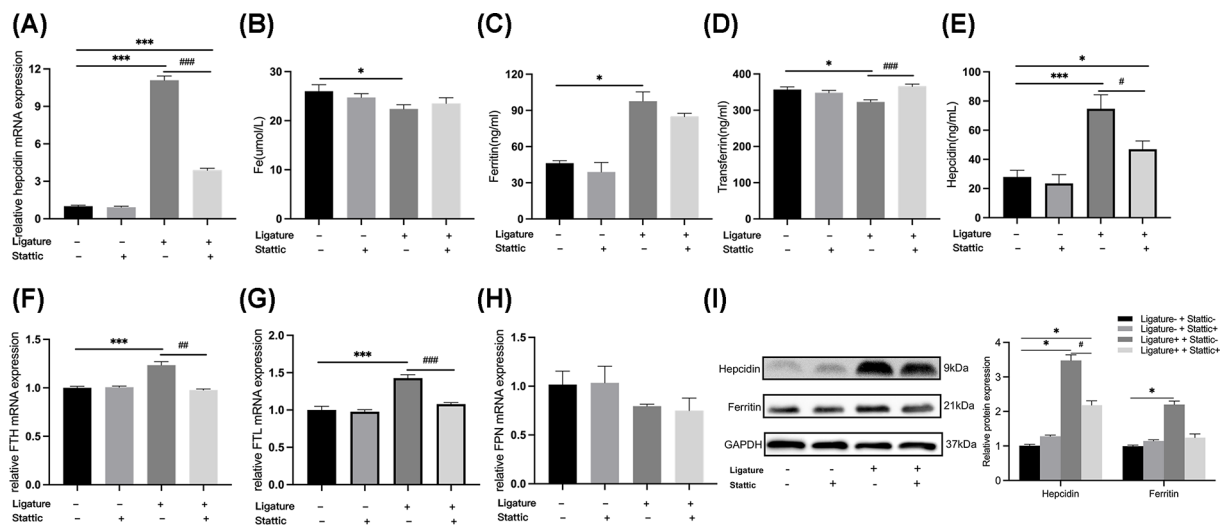 (A)
relative hepcidin mRNA expression
12
9
6
3
0
***
***
###
Ligature - - + +
Stattic - + - +
(B)
Fe(umol/L)
40
30
20
10
0
*
Ligature - - + +
Stattic - + - +
(C)
Ferritin(ng/ml)
120
90
60
30
0
*
Ligature - - + +
Stattic - + - +
(D)
Transferrin(ng/ml)
400
300
200
100
0
*
###
Ligature - - + +
Stattic - + - +
(E)
Hepcidin(ng/mL)
100
80
60
40
20
0
*
***
#
Ligature - - + +
Stattic - + - +
(F)
relative FTH mRNA expression
1.5
1.0
0.5
0.0
***
##
Ligature - - + +
Stattic - + - +
(G)
relative FTL mRNA expression
2.0
1.5
1.0
0.5
0.0
***
###
Ligature - - + +
Stattic - + - +
(H)
relative FPN mRNA expression
1.5
1.0
0.5
0.0
Ligature - - + +
Stattic - + - +
(I)
Hepcidin 9kDa
Ferritin 21kDa
GAPDH 37kDa
Ligature - - + +
Stattic - + - +
Ligature- + Stattic-
Ligature- + Stattic+
Ligature+ + Stattic-
Ligature+ + Stattic+
Relative protein expression
4
3
2
1
0
*
*
#
*
Hepcidin Ferritin